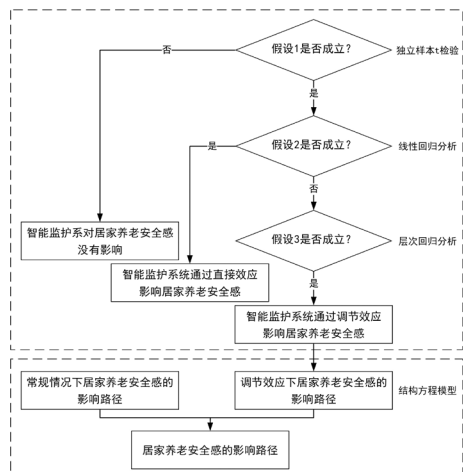 假设1是否成立？
独立样本t检验
否
是
假设2是否成立？
线性回归分析
是
否
智能监护系对居家养老安全感
没有影响
假设3是否成立？
层次回归分析
智能监护系统通过直接效应
影响居家养老安全感
是
智能监护系统通过调节效应
影响居家养老安全感
常规情况下居家养老安全感的
影响路径
调节效应下居家养老安全感的
影响路径
结构方程模型
居家养老安全感的影响路径